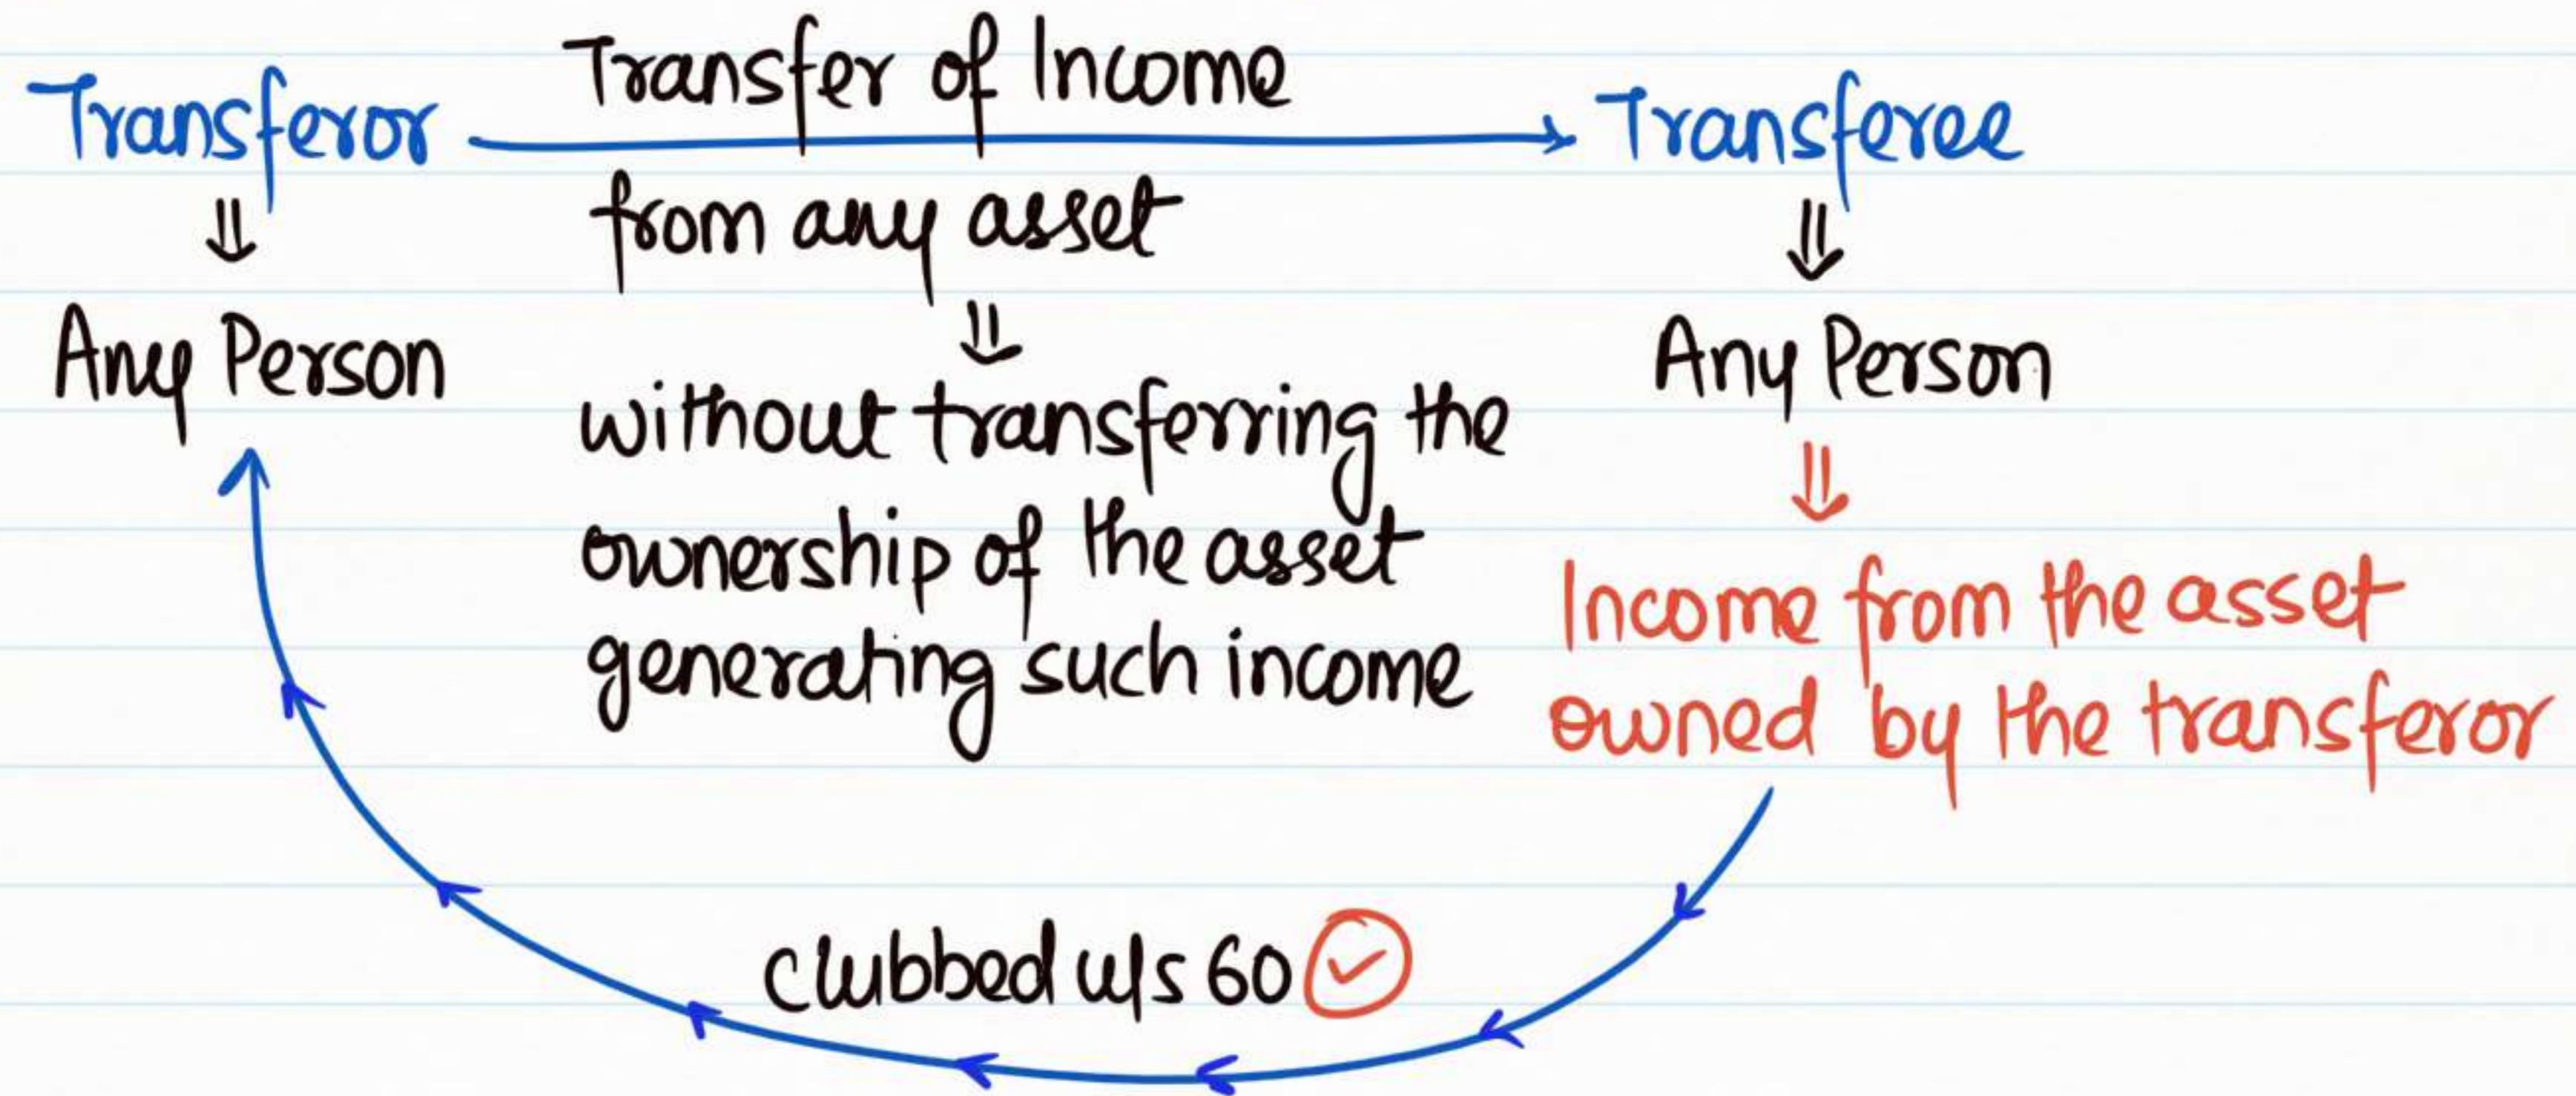 Transferor
Transfer of Income
Transferee
from any asset
Any Person
without transferring the
ownership of the asset
generating such income
Any Person
Income from the asset
owned by the transferor
clubbed u/s 60